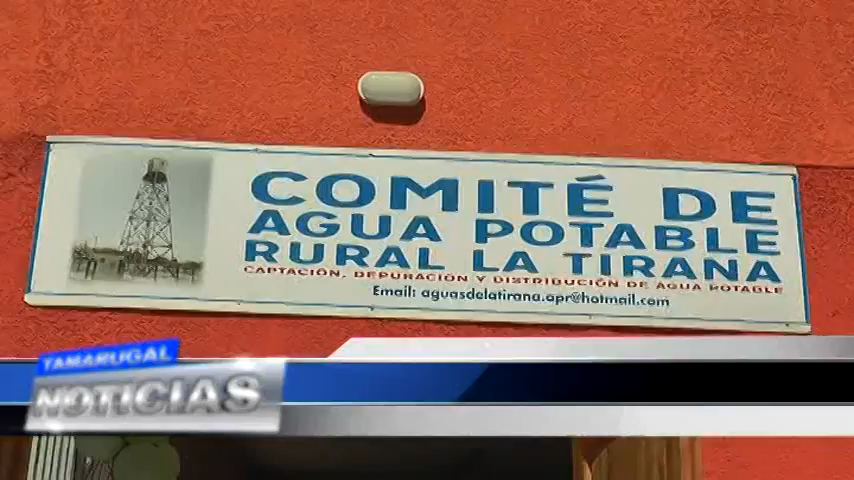 COMITÉ DE
AGUA POTABLE
RURAL LA TIRANA
CAPTACIÓN, DEPURACIÓN Y DISTRIBUCIÓN DE AGUA POTABLE
Email: aguasdelatirana.apr@hotmail.com
TAMARUGAL
NOTICIAS